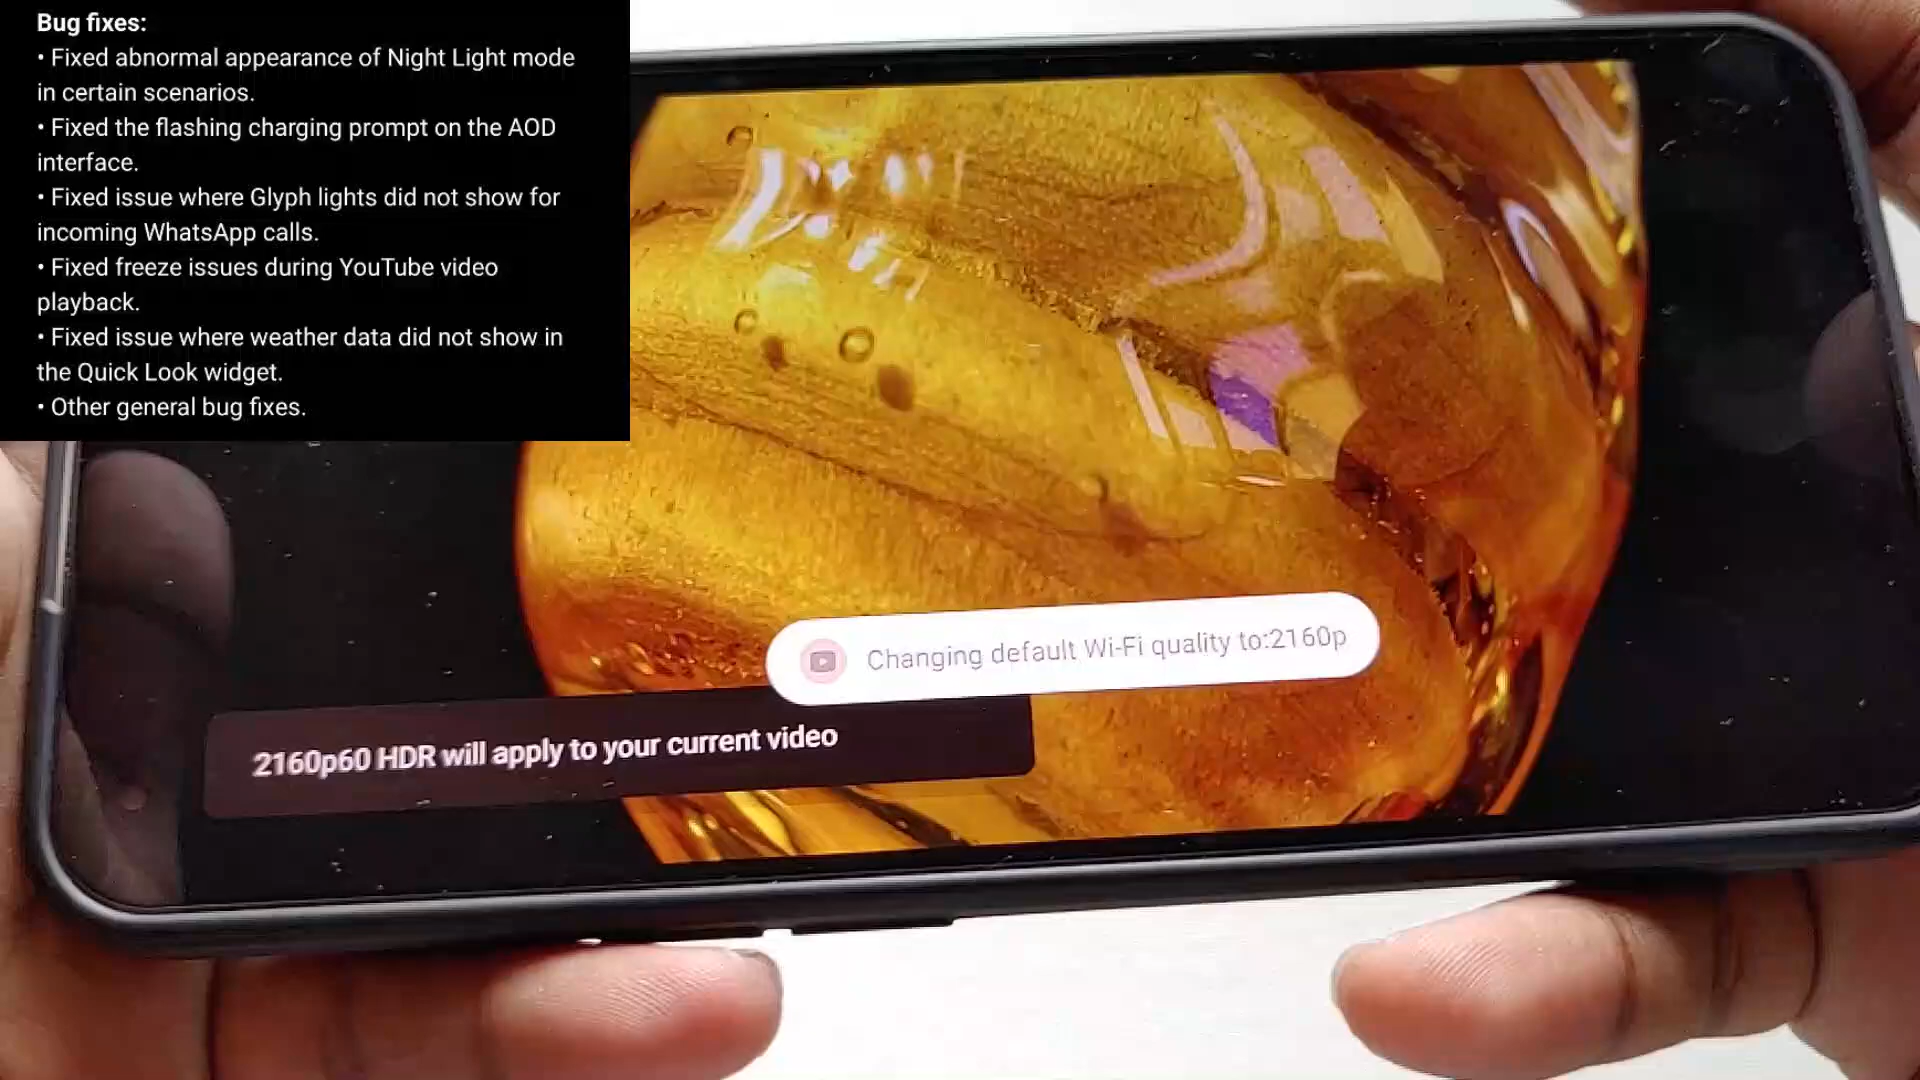 Bug fixes:
• Fixed abnormal appearance of Night Light mode
in certain scenarios.
• Fixed the flashing charging prompt on the AOD
interface.
• Fixed issue where Glyph lights did not show for
incoming WhatsApp calls.
• Fixed freeze issues during YouTube video
playback.
• Fixed issue where weather data did not show in
the Quick Look widget.
• Other general bug fixes.
Changing default Wi-Fi quality to:2160p
2160p60 HDR will apply to your current video